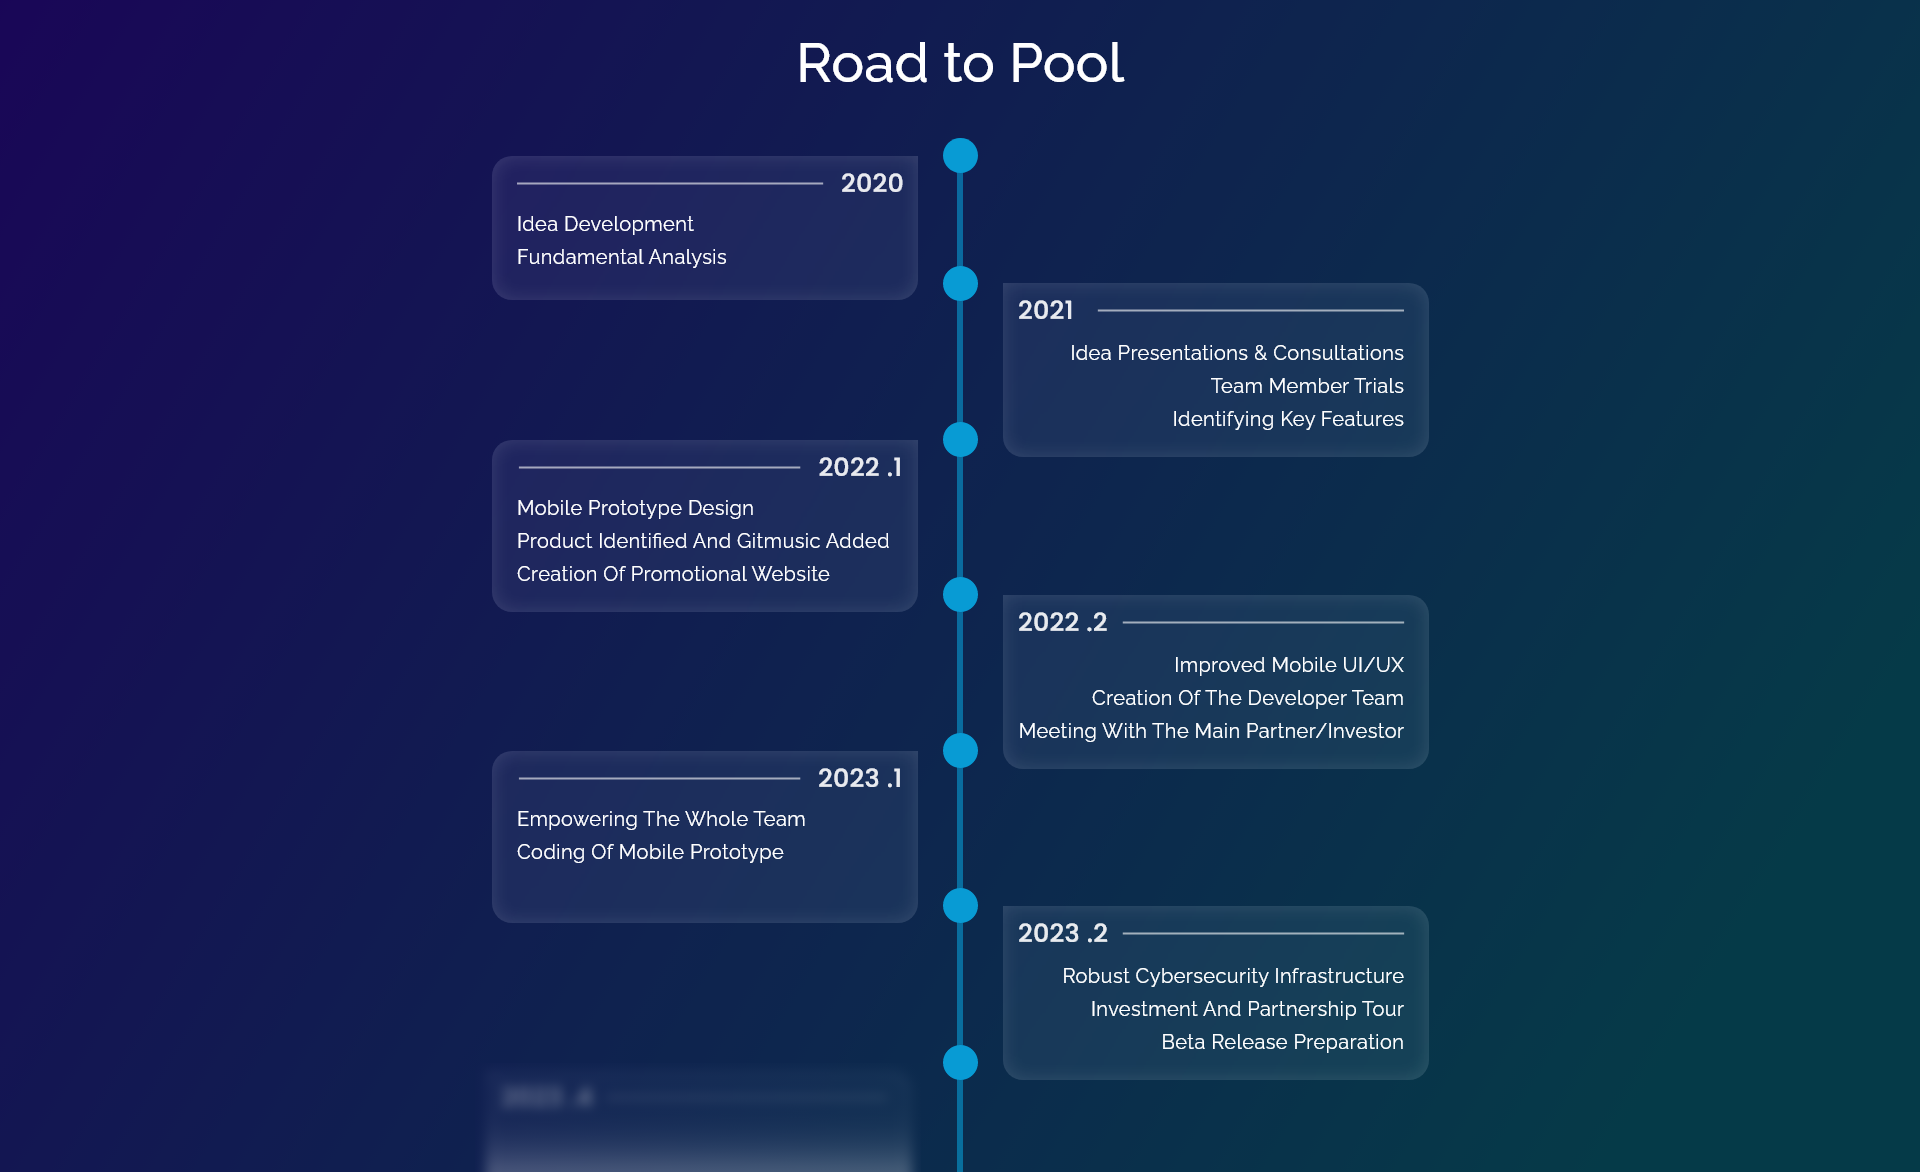 Road to Pool
2020
Idea Development
Fundamental Analysis
2021
Idea Presentations & Consultations
Team Member Trials
Identifying Key Features
2022 .1
Mobile Prototype Design
Product Identified And Gitmusic Added
Creation Of Promotional Website
2022 .2
Improved Mobile UI/UX
Creation Of The Developer Team
Meeting With The Main Partner/Investor
2023 .1
Empowering The Whole Team
Coding Of Mobile Prototype
2023 .2
Robust Cybersecurity Infrastructure
Investment And Partnership Tour
Beta Release Preparation